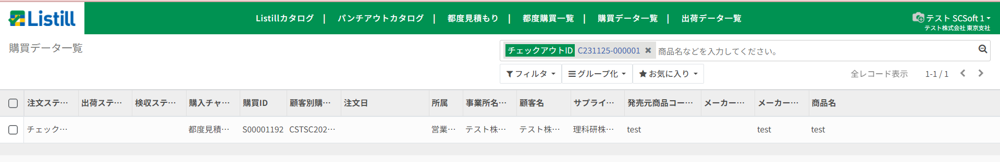 Listill
Listillカタログ | パンチアウトカタログ | 都度見積もり | 都度購買一覧 | 購買データ一覧 | 出荷データ一覧
テスト SCSoft 1
テスト株式会社 東京支社
購買データ一覧
チェックアウトID C231125-000001 ✖ 商品名などを入力してください。
フィルタ グループ化 お気に入り 全レコード表示 1-1 / 1
注文ステ… 出荷ステ… 検収ステ… 購入チャ… 購買ID 顧客別購… 注文日 所属 事業所名… 顧客名 サプライ… 発売元商品コー… メーカー… メーカー… 商品名
チェック… 都度見積… S00001192 CSTSC202… 営業… テスト株… テスト株… 理科研株… test test test